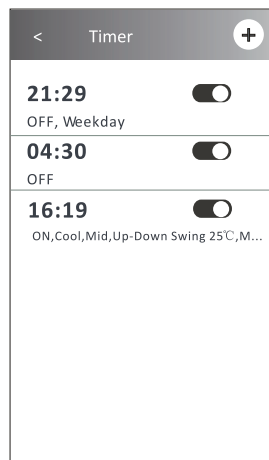 < Timer +
21:29
OFF, Weekday
04:30
OFF
16:19
ON,Cool,Mid,Up-Down Swing 25℃,M...